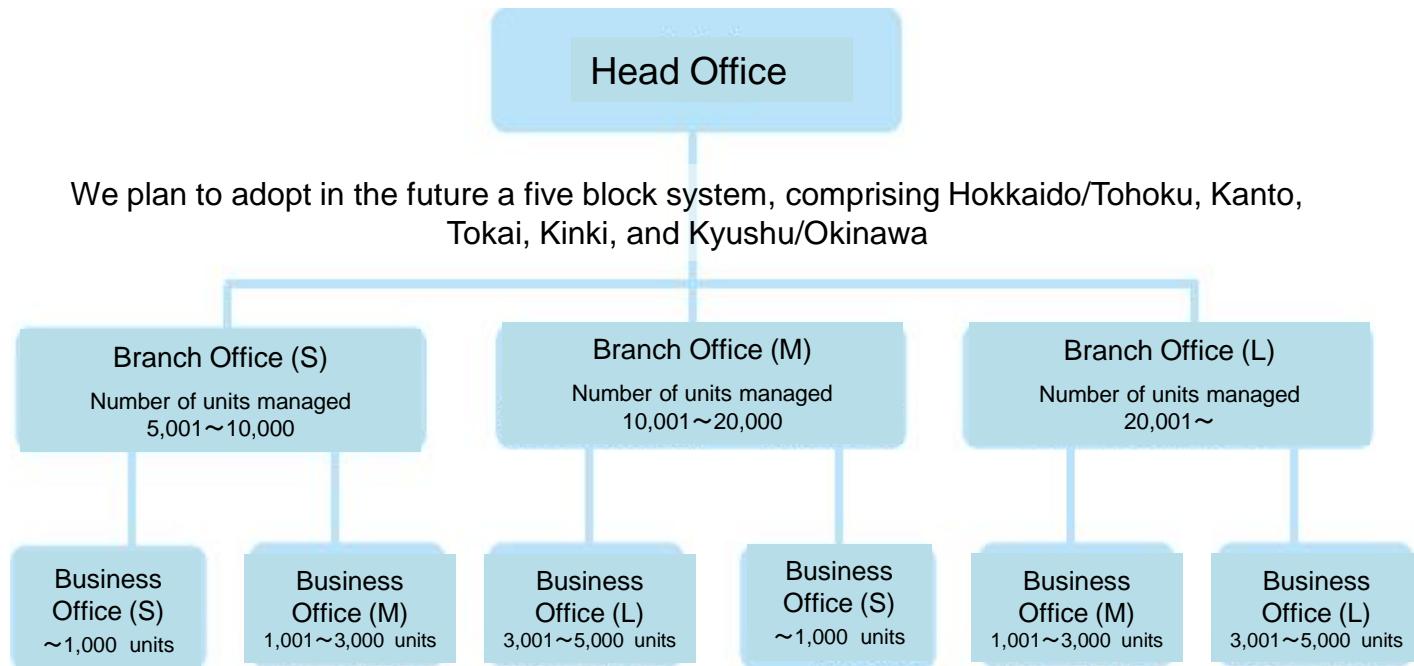 Head Office
We plan to adopt in the future a five block system, comprising Hokkaido/Tohoku, Kanto,
Tokai, Kinki, and Kyushu/Okinawa
Branch Office (S)
Number of units managed
5,001～10,000
Branch Office (M)
Number of units managed
10,001～20,000
Branch Office (L)
Number of units managed
20,001～
Business
Office (S)
～1,000 units
Business
Office (M)
1,001～3,000 units
Business
Office (L)
3,001～5,000 units
Business
Office (S)
～1,000 units
Business
Office (M)
1,001～3,000 units
Business
Office (L)
3,001～5,000 units